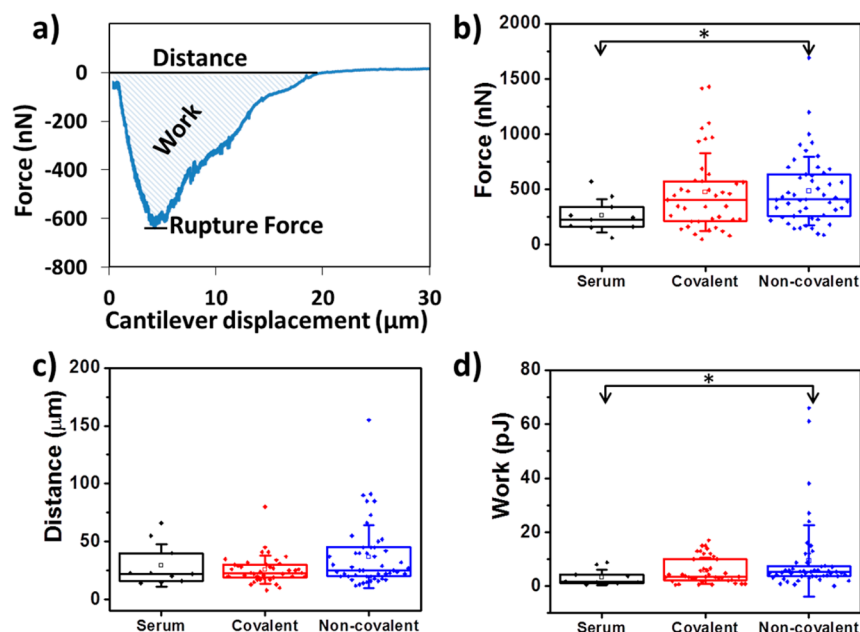 a)
Distance
Work
Rupture Force
Force (nN)
0
-200
-400
-600
-800
0
10
20
30
Cantilever displacement (μm)
b)
*
Force (nN)
2000
1500
1000
500
0
Serum
Covalent
Non-covalent
c)
Distance (μm)
200
150
100
50
0
Serum
Covalent
Non-covalent
d)
*
Work (pJ)
80
60
40
20
0
Serum
Covalent
Non-covalent